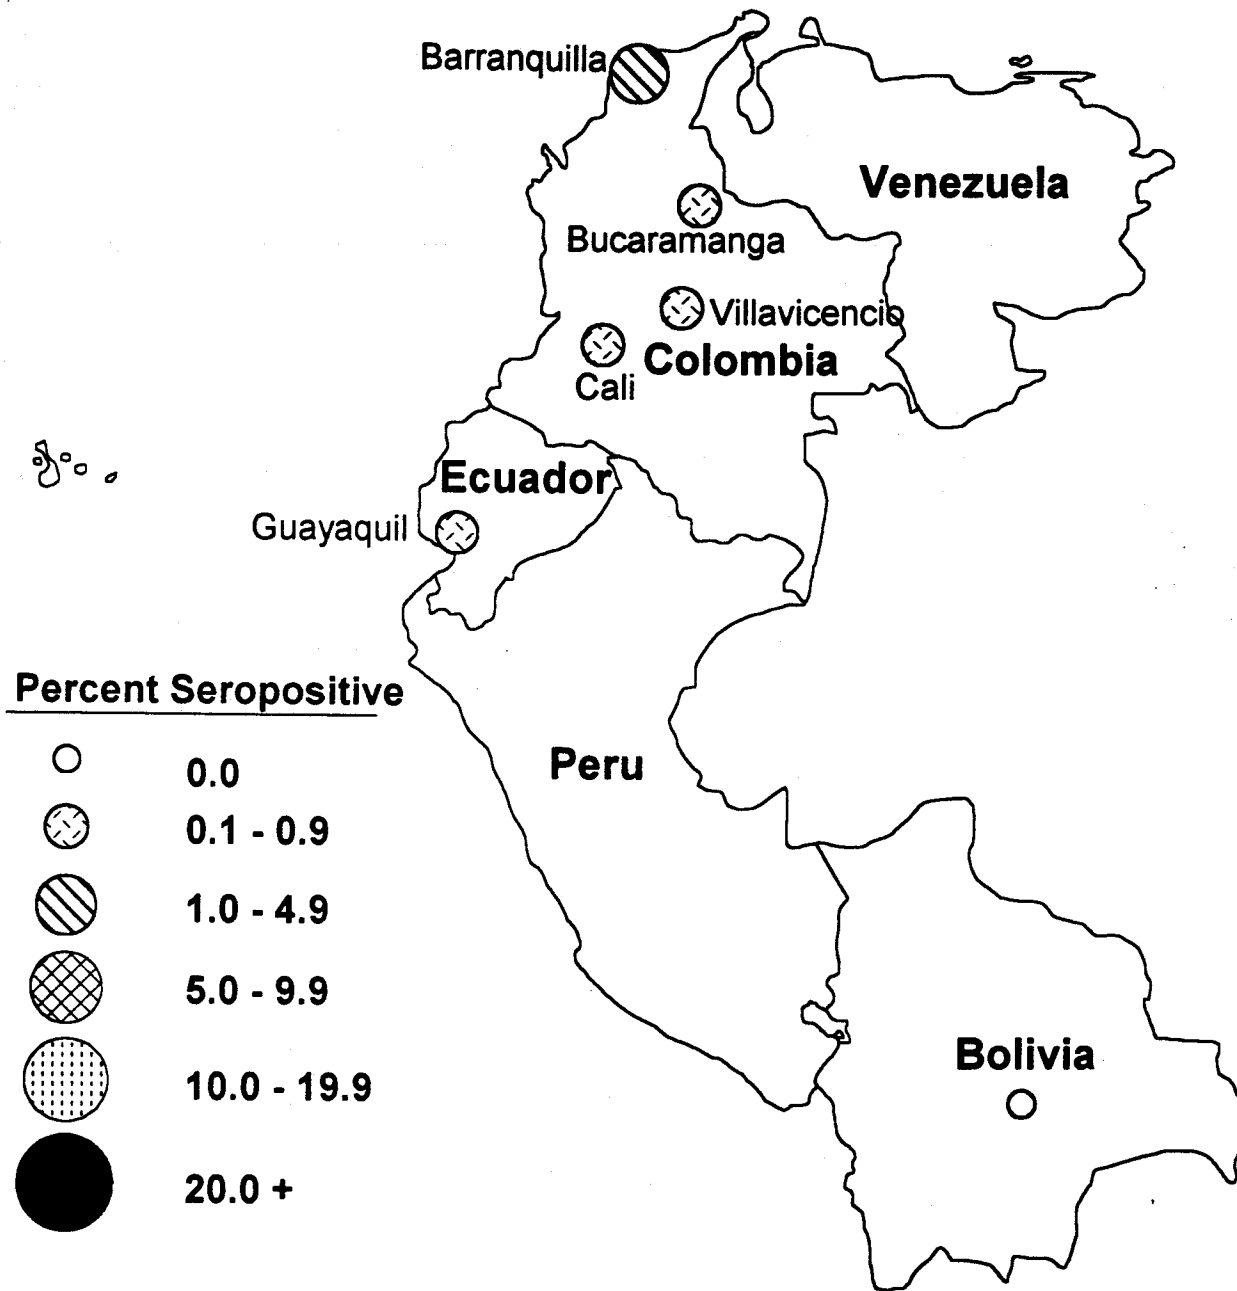 Barranquilla
Venezuela
Bucaramanga
Villavicencio
Colombia
Cali
Ecuador
Guayaquil
Percent Seropositive
0.0
0.1 - 0.9
1.0 - 4.9
5.0 - 9.9
10.0 - 19.9
20.0 +
Peru
Bolivia